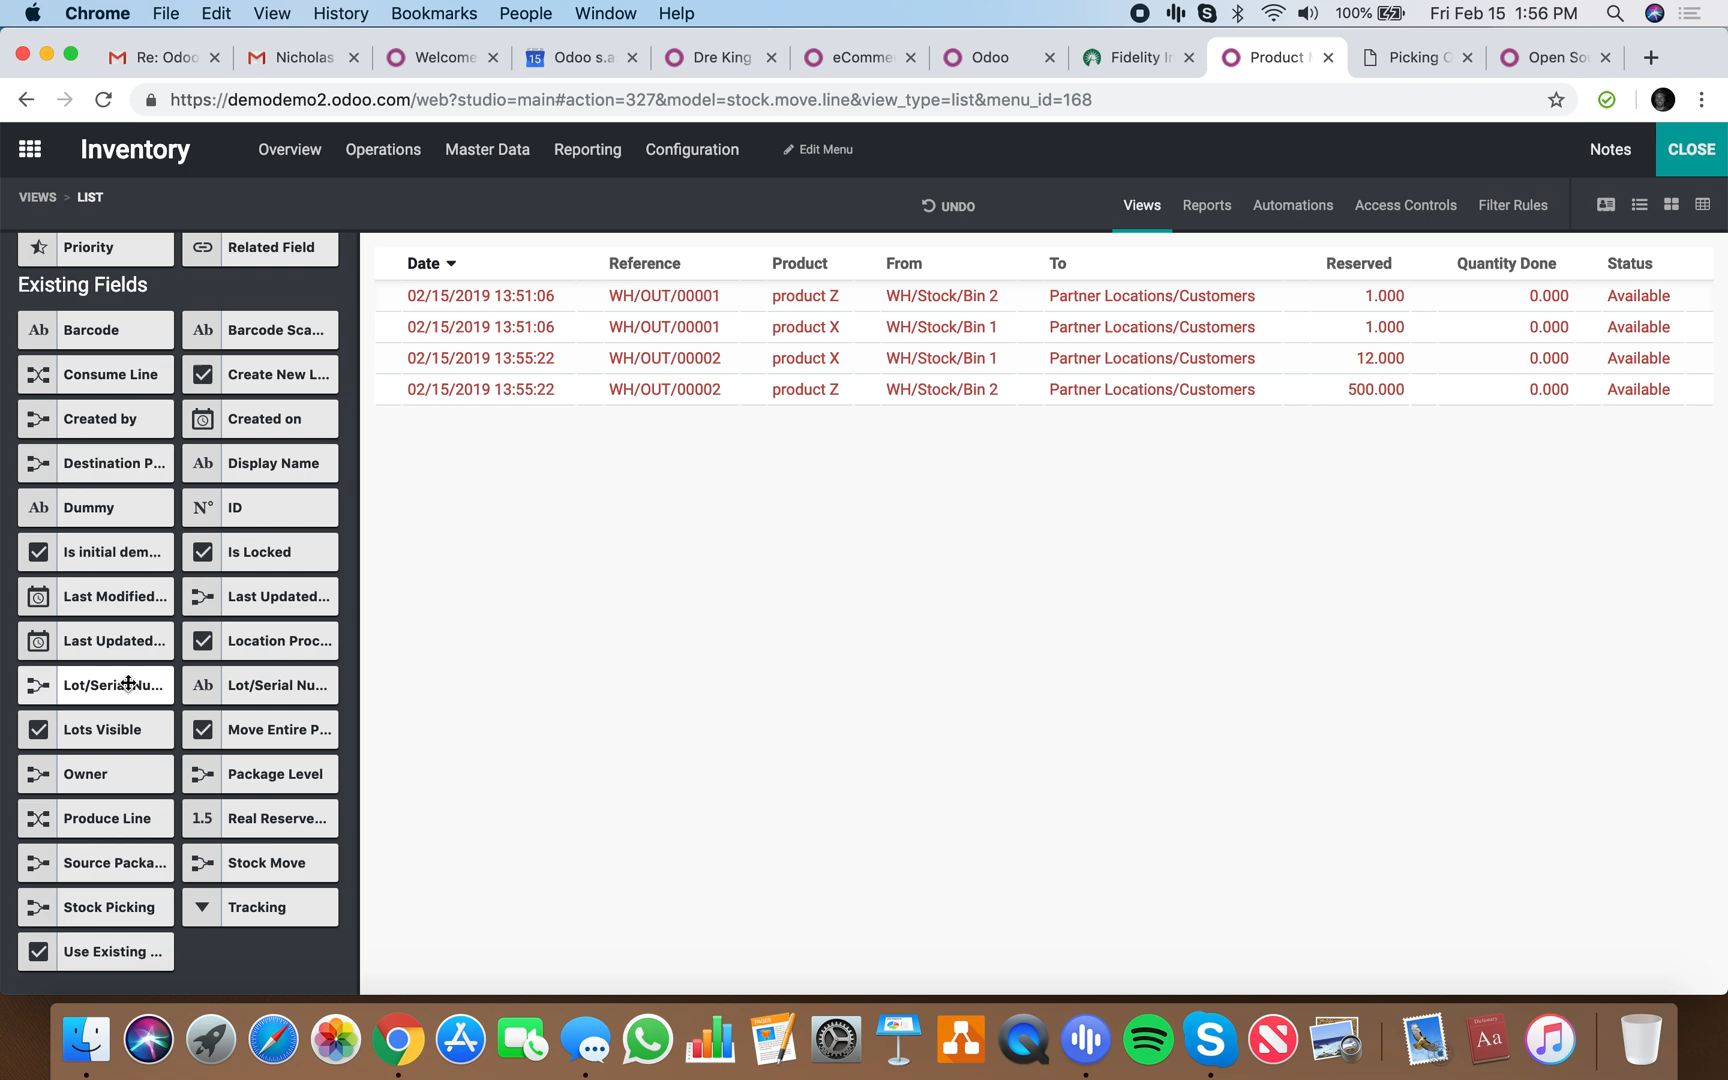 Chrome File Edit View History Bookmarks People Window Help 100% Fri Feb 15 1:56 PM
Re: Odoo Nicholas Welcome 15 Odoo s.a Dre King eComme Odoo Fidelity Product Picking Open So
https://demodemo2.odoo.com/web?studio=main#action=327&model=stock.move.line&view_type=list&menu_id=168
Inventory Overview Operations Master Data Reporting Configuration Edit Menu Notes CLOSE
VIEWS > LIST UNDO Views Reports Automations Access Controls Filter Rules
Priority Related Field
Existing Fields
Ab Barcode Ab Barcode Sca...
Consume Line Create New L...
Created by Created on
Destination P... Ab Display Name
Ab Dummy N° ID
Is initial dem... Is Locked
Last Modified... Last Updated...
Last Updated... Location Proc...
Lot/Serial Nu... Ab Lot/Serial Nu...
Lots Visible Move Entire P...
Owner Package Level
Produce Line 1.5 Real Reserve...
Source Packa... Stock Move
Stock Picking Tracking
Use Existing ...
Date Reference Product From To Reserved Quantity Done Status
02/15/2019 13:51:06 WH/OUT/00001 product Z WH/Stock/Bin 2 Partner Locations/Customers 1.000 0.000 Available
02/15/2019 13:51:06 WH/OUT/00001 product X WH/Stock/Bin 1 Partner Locations/Customers 1.000 0.000 Available
02/15/2019 13:55:22 WH/OUT/00002 product X WH/Stock/Bin 1 Partner Locations/Customers 12.000 0.000 Available
02/15/2019 13:55:22 WH/OUT/00002 product Z WH/Stock/Bin 2 Partner Locations/Customers 500.000 0.000 Available